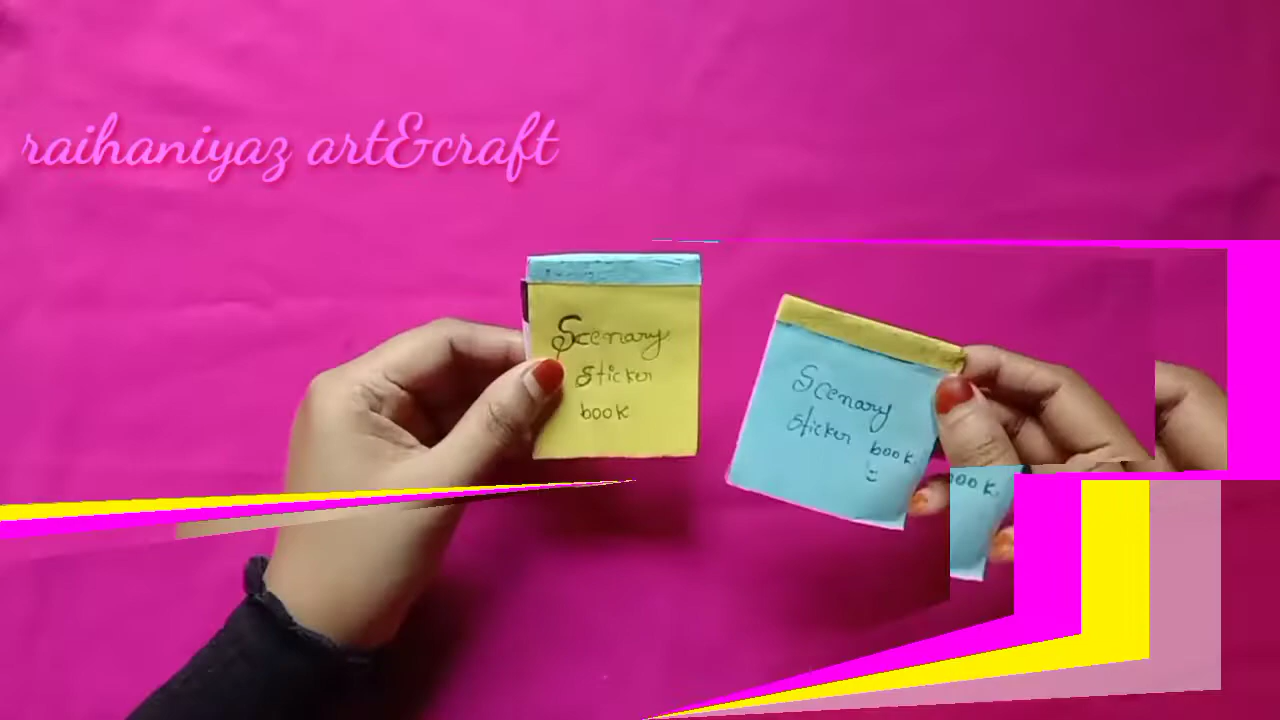 raihaniyaz art&craft
Scenary
Sticker
book
Scenary
sticker book
ook